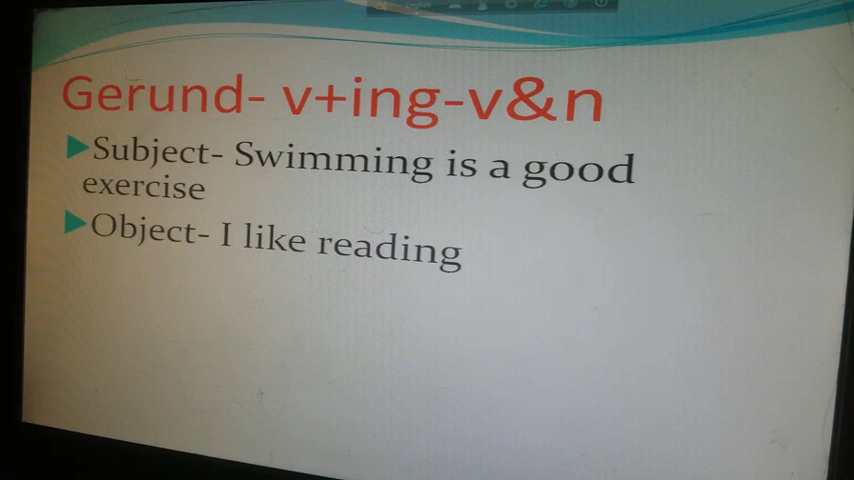 Gerund- v+ing-v&n
Subject- Swimming is a good
exercise
Object- I like reading